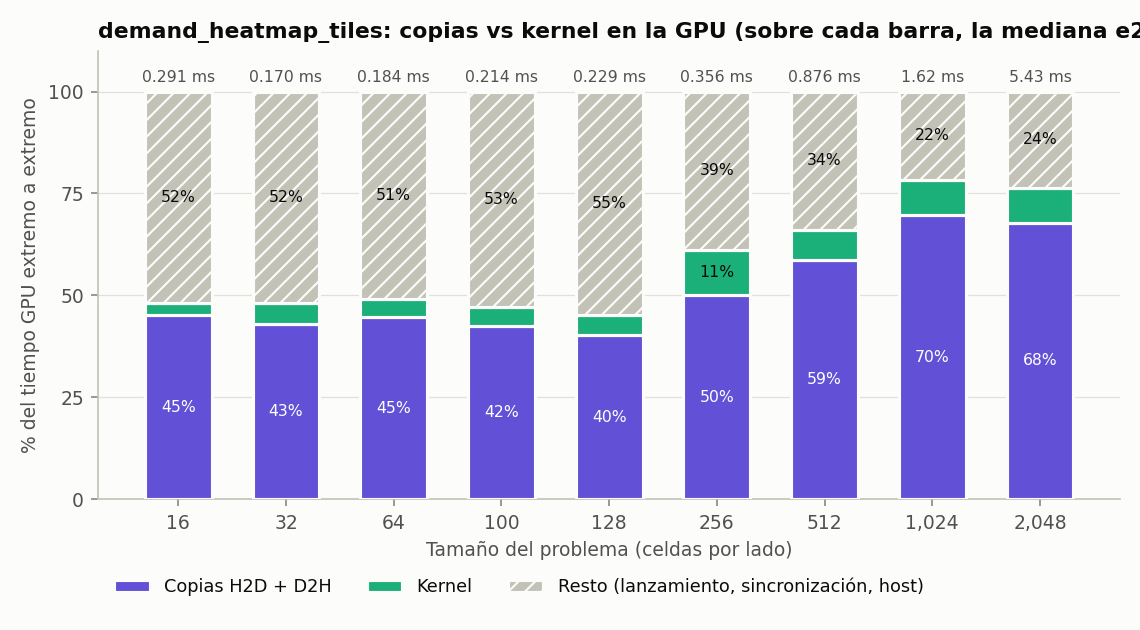 demand_heatmap_tiles: copias vs kernel en la GPU (sobre cada barra, la mediana e2
0.291 ms 0.170 ms 0.184 ms 0.214 ms 0.229 ms 0.356 ms 0.876 ms 1.62 ms 5.43 ms
% del tiempo GPU extremo a extremo
100
75
50
25
0
52% 52% 51% 53% 55% 39% 34% 22% 24%
11%
45% 43% 45% 42% 40% 50% 59% 70% 68%
16 32 64 100 128 256 512 1,024 2,048
Tamaño del problema (celdas por lado)
Copias H2D + D2H Kernel Resto (lanzamiento, sincronización, host)